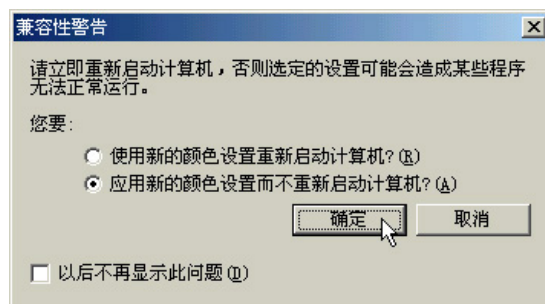 兼容性警告
请立即重新启动计算机，否则选定的设置可能会造成某些程序
无法正常运行。
您要:
使用新的颜色设置重新启动计算机?(R)
应用新的颜色设置而不重新启动计算机?(A)
确定 取消
以后不再显示此问题(D)